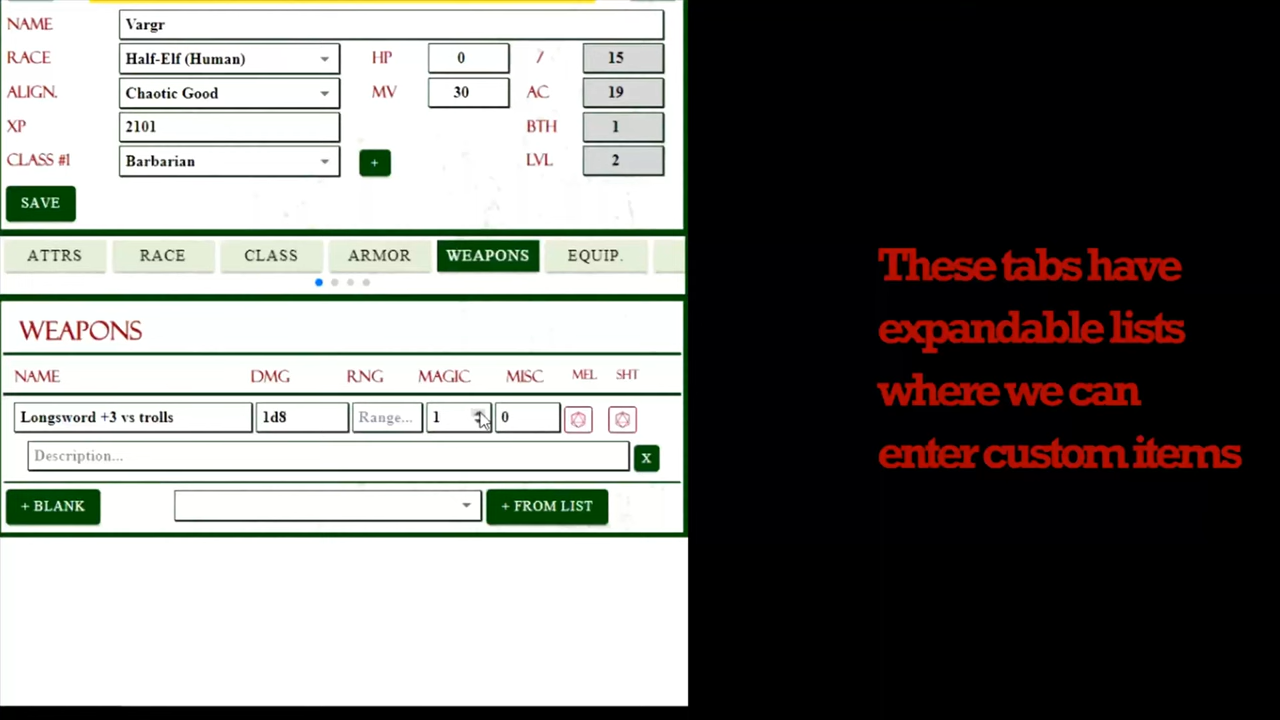 NAME Vargr
RACE Half-Elf (Human) HP 0 / 15
ALIGN. Chaotic Good MV 30 AC 19
XP 2101 BTH 1
CLASS #1 Barbarian + LVL 2
SAVE
ATTRS RACE CLASS ARMOR WEAPONS EQUIP.
WEAPONS
NAME DMG RNG MAGIC MISC MEL SHT
Longsword +3 vs trolls 1d8 Range... 1 0
Description... X
+ BLANK + FROM LIST
These tabs have
expandable lists
where we can
enter custom items